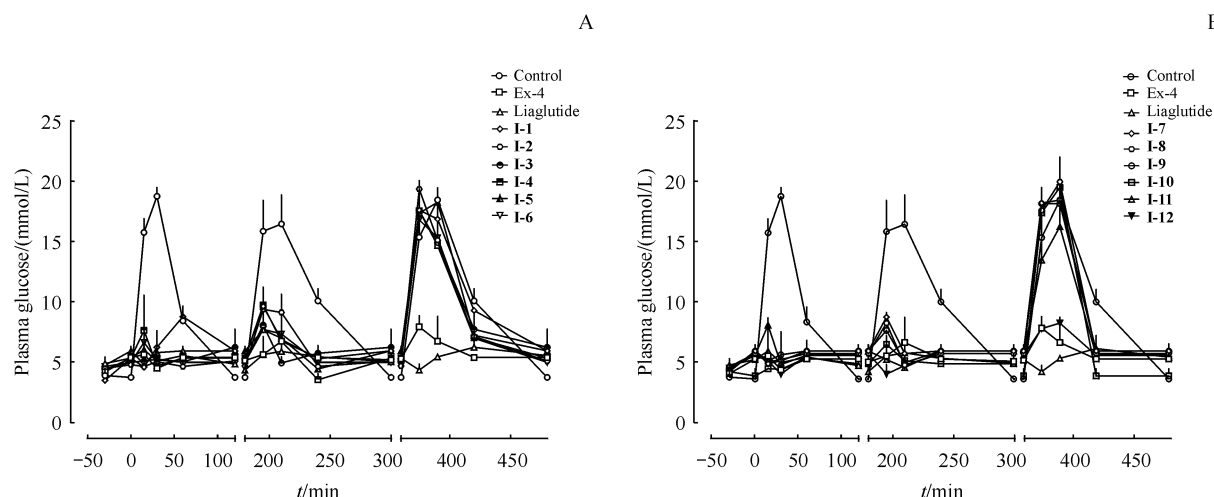 A
Control
Ex-4
Liaglutide
I-1
I-2
I-3
I-4
I-5
I-6
25
20
15
10
5
0
Plasma glucose/(mmol/L)
−50 0 50 100 200 300 400 450
t/min
Control
Ex-4
Liaglutide
I-7
I-8
I-9
I-10
I-11
I-12
25
20
15
10
5
0
Plasma glucose/(mmol/L)
−50 0 50 100 200 300 400 450
t/min